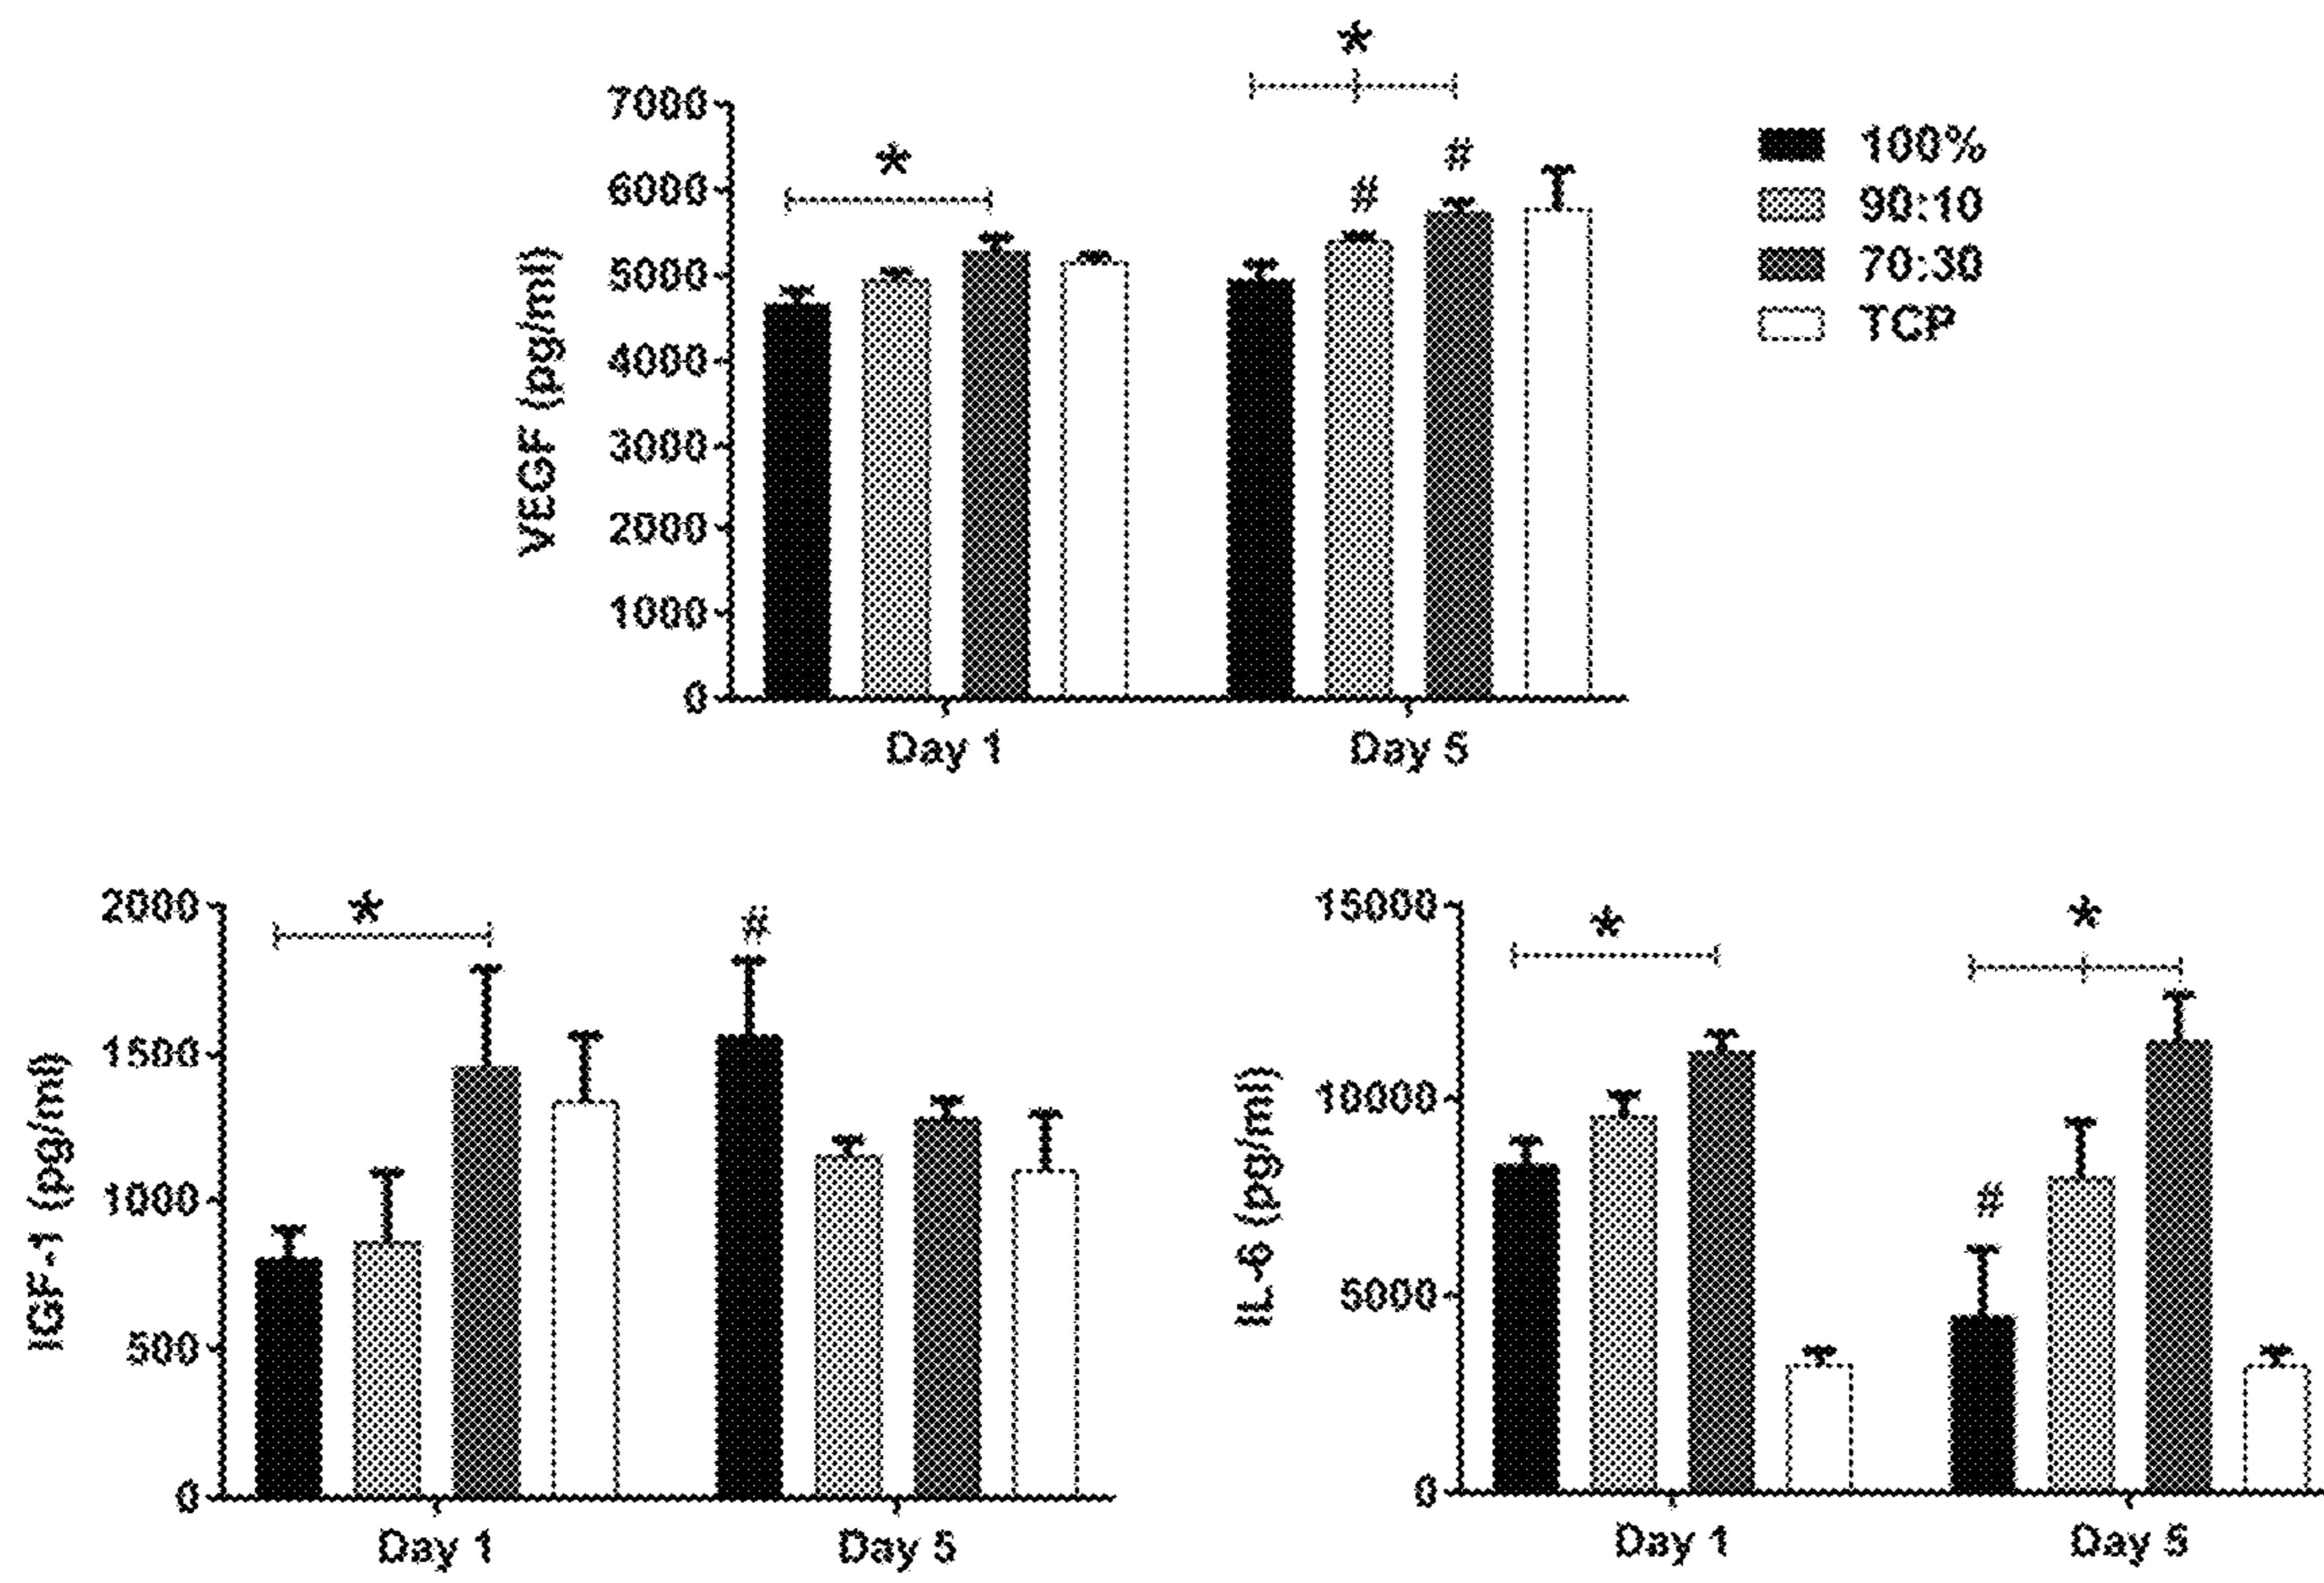 *
*
#
#
7000
6000
5000
4000
3000
2000
1000
0
VEGF (pg/ml)
Day 1
Day 5
100%
90:10
70:30
TCP
*
#
2000
1500
1000
500
0
IGF-1 (pg/ml)
Day 1
Day 5
*
*
#
15000
10000
5000
0
IL-6 (pg/ml)
Day 1
Day 5